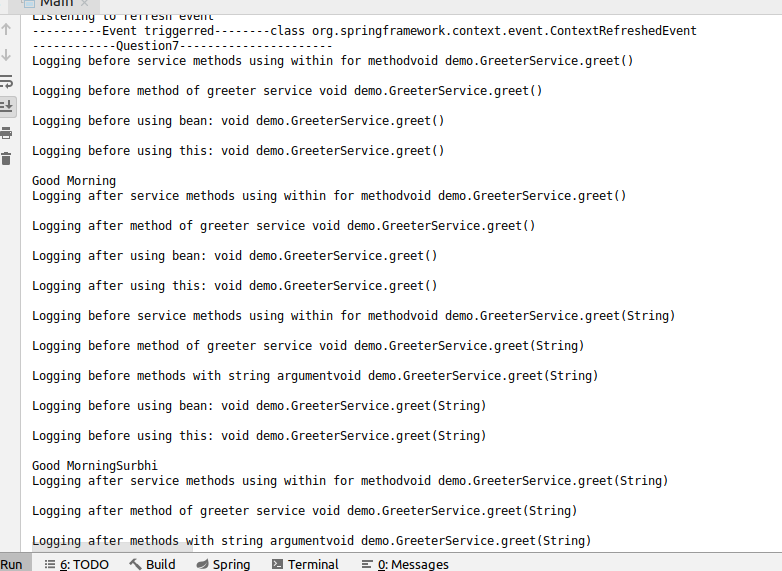 Main
Listening to refresh event
----------Event triggerred--------class org.springframework.context.event.ContextRefreshedEvent
------------Question7----------------------
Logging before service methods using within for methodvoid demo.GreeterService.greet()
Logging before method of greeter service void demo.GreeterService.greet()
Logging before using bean: void demo.GreeterService.greet()
Logging before using this: void demo.GreeterService.greet()
Good Morning
Logging after service methods using within for methodvoid demo.GreeterService.greet()
Logging after method of greeter service void demo.GreeterService.greet()
Logging after using bean: void demo.GreeterService.greet()
Logging after using this: void demo.GreeterService.greet()
Logging before service methods using within for methodvoid demo.GreeterService.greet(String)
Logging before method of greeter service void demo.GreeterService.greet(String)
Logging before methods with string argumentvoid demo.GreeterService.greet(String)
Logging before using bean: void demo.GreeterService.greet(String)
Logging before using this: void demo.GreeterService.greet(String)
Good MorningSurbhi
Logging after service methods using within for methodvoid demo.GreeterService.greet(String)
Logging after method of greeter service void demo.GreeterService.greet(String)
Logging after methods with string argumentvoid demo.GreeterService.greet(String)
Run 6: TODO Build Spring Terminal 0: Messages